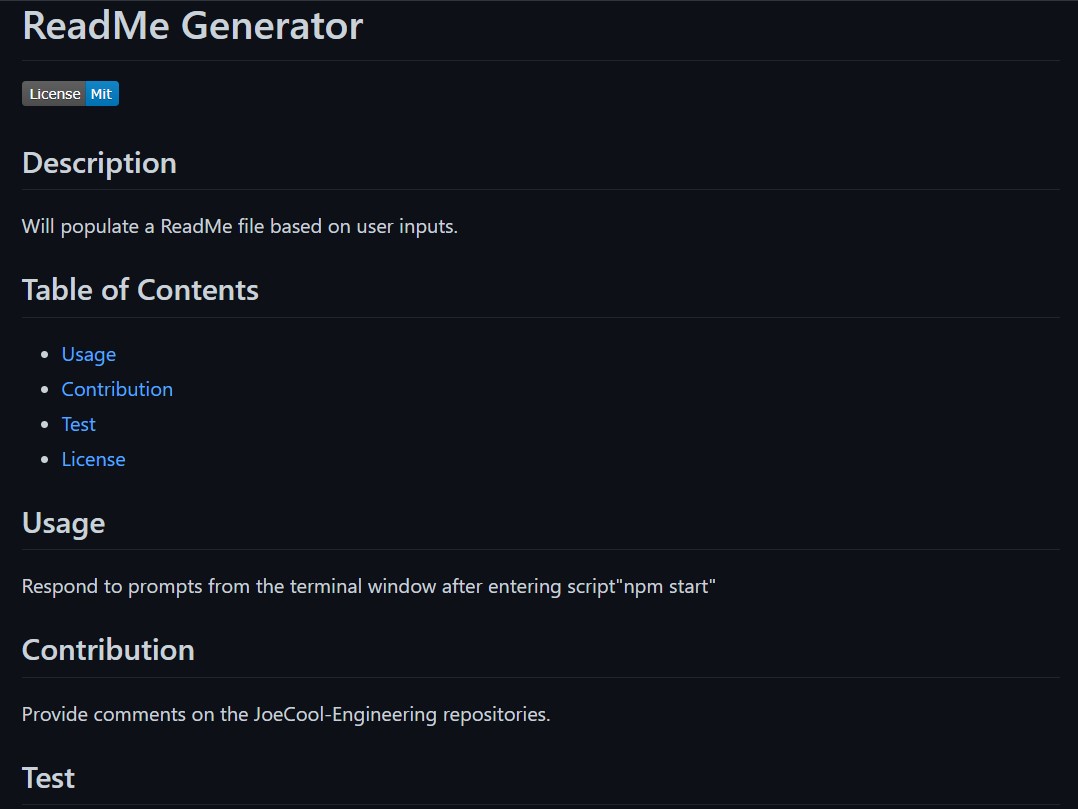 ReadMe Generator
License Mit
Description
Will populate a ReadMe file based on user inputs.
Table of Contents
Usage
Contribution
Test
License
Usage
Respond to prompts from the terminal window after entering script"npm start"
Contribution
Provide comments on the JoeCool-Engineering repositories.
Test